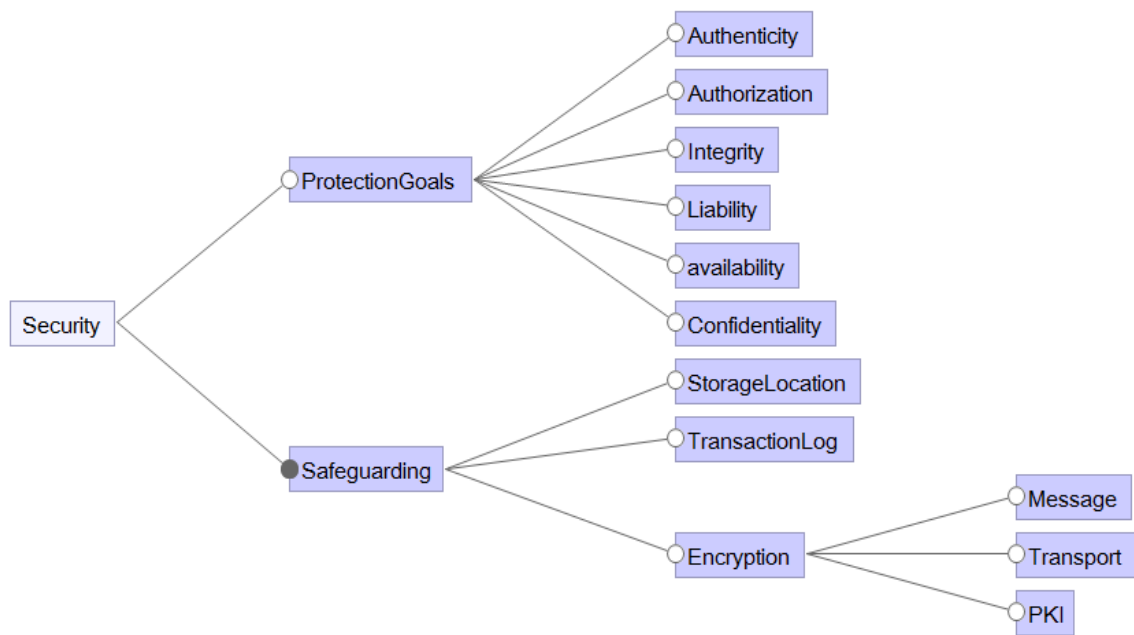 Authenticity
Authorization
Integrity
ProtectionGoals
Liability
availability
Confidentiality
Security
StorageLocation
TransactionLog
Safeguarding
Message
Encryption
Transport
PKI